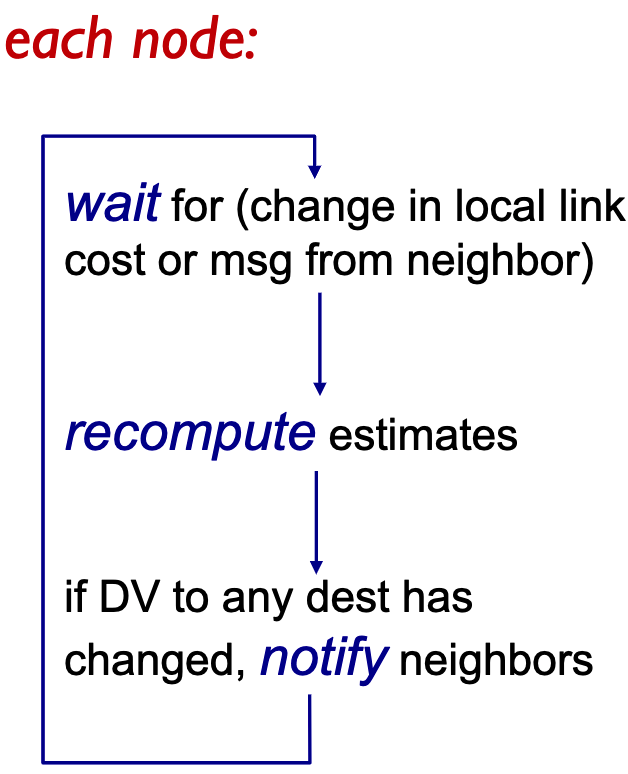 each node:
wait for (change in local link
cost or msg from neighbor)
recompute estimates
if DV to any dest has
changed, notify neighbors